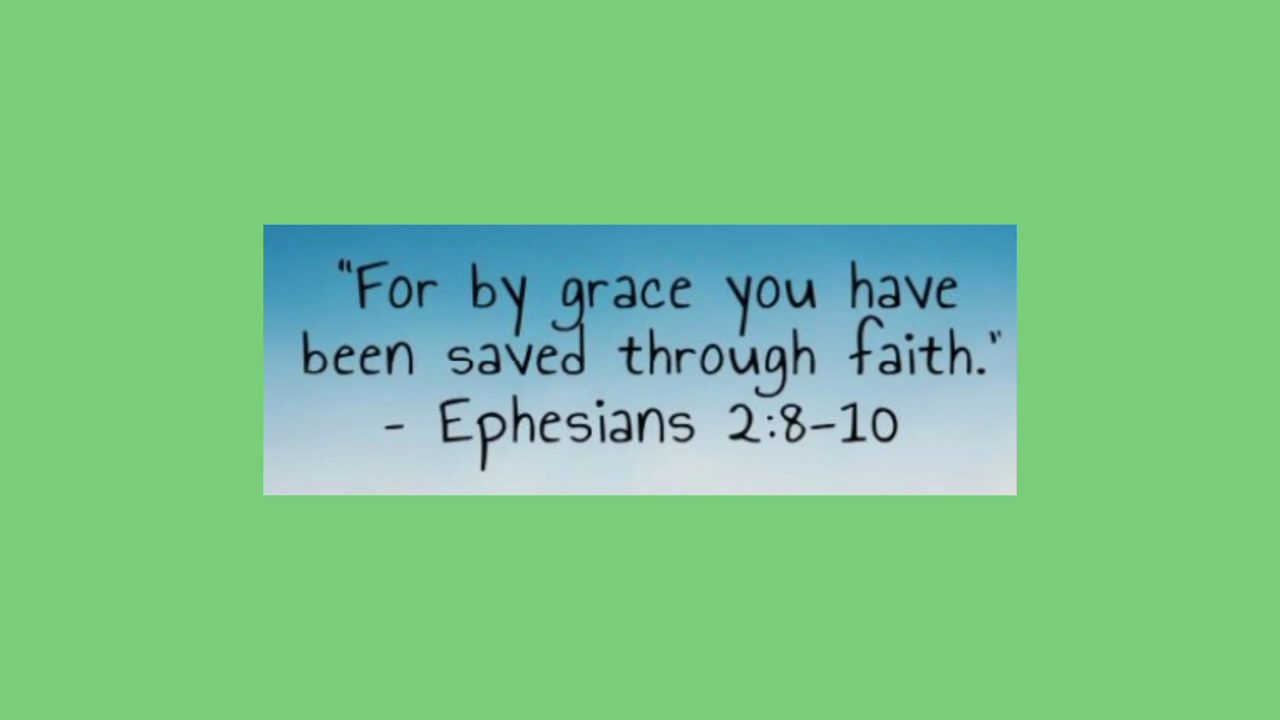 "For by grace you have
been saved through faith."
- Ephesians 2:8-10